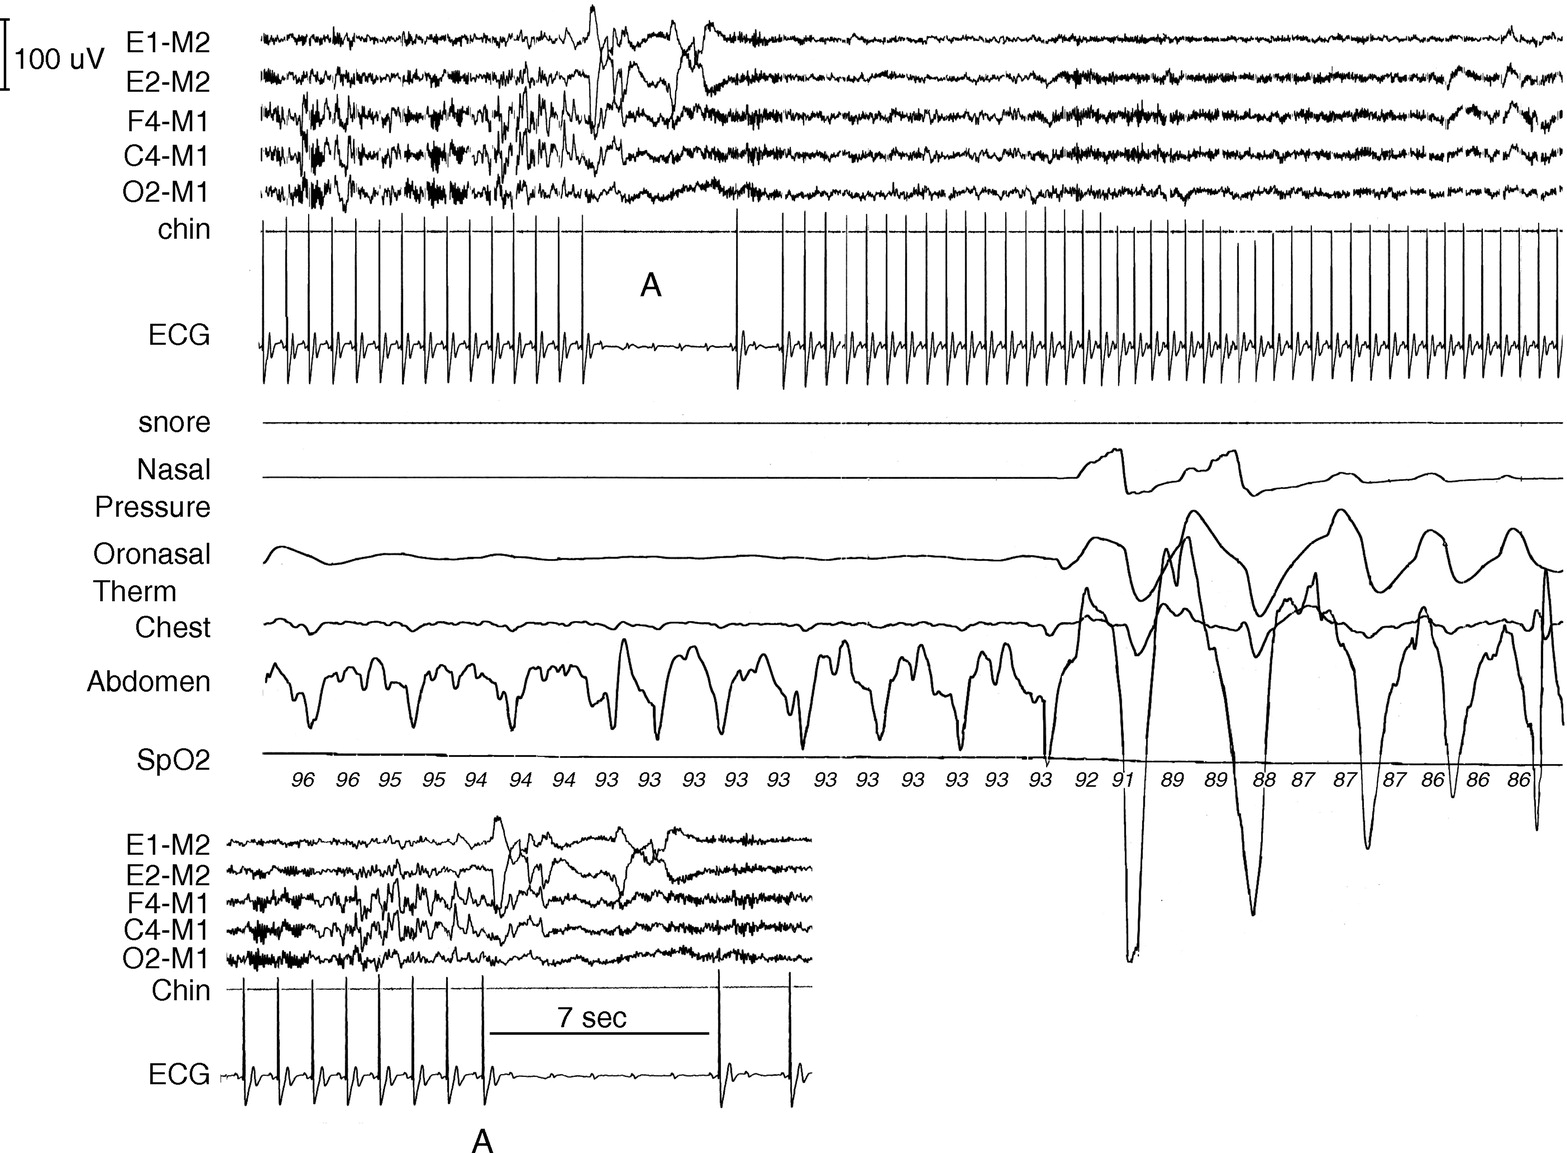 100 uV
E1-M2
E2-M2
F4-M1
C4-M1
O2-M1
chin
A
ECG
snore
Nasal
Pressure
Oronasal
Therm
Chest
Abdomen
SpO2
96 96 95 95 94 94 94 93 93 93 93 93 93 93 93 93 93 93 92 91 89 89 88 87 87 87 86 86 86
E1-M2
E2-M2
F4-M1
C4-M1
O2-M1
Chin
7 sec
ECG
A